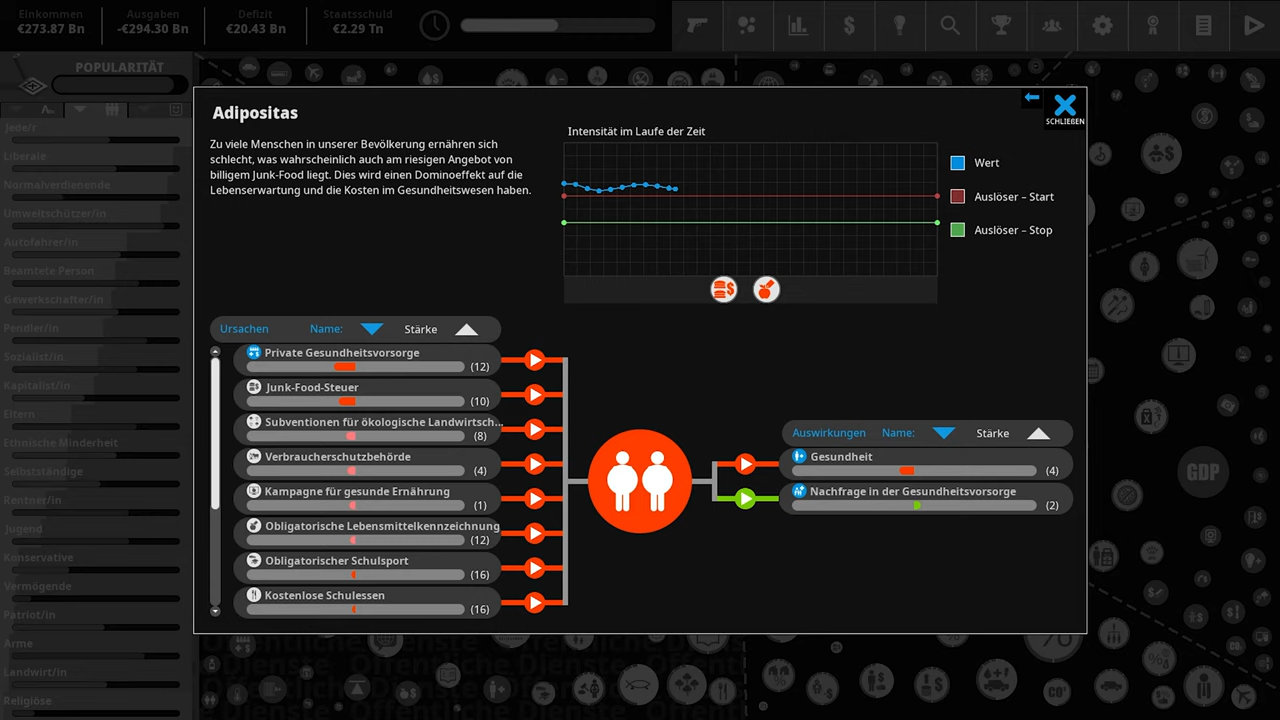 Einkommen
€273.87 Bn
Ausgaben
-€294.30 Bn
Defizit
€20.43 Bn
Staatsschuld
€2.29 Tn
POPULARITÄT
Jede/r
Liberale
Normalverdienende
Umweltschützer/in
Autofahrer/in
Beamtete Person
Gewerkschafter/in
Pendler/in
Sozialist/in
Kapitalist/in
Eltern
Ethnische Minderheit
Selbstständige
Rentner/in
Jugend
Konservative
Vermögende
Patriot/in
Arme
Landwirt/in
Religiöse
Adipositas
SCHLIEẞEN
Zu viele Menschen in unserer Bevölkerung ernähren sich
schlecht, was wahrscheinlich auch am riesigen Angebot von
billigem Junk-Food liegt. Dies wird einen Dominoeffekt auf die
Lebenserwartung und die Kosten im Gesundheitswesen haben.
Intensität im Laufe der Zeit
Wert
Auslöser – Start
Auslöser – Stop
Ursachen Name: Stärke
Private Gesundheitsvorsorge
(12)
Junk-Food-Steuer
(10)
Subventionen für ökologische Landwirtsch...
(8)
Verbraucherschutzbehörde
(4)
Kampagne für gesunde Ernährung
(1)
Obligatorische Lebensmittelkennzeichnung
(12)
Obligatorischer Schulsport
(16)
Kostenlose Schulessen
(16)
Auswirkungen Name: Stärke
Gesundheit
(4)
Nachfrage in der Gesundheitsvorsorge
(2)
GDP